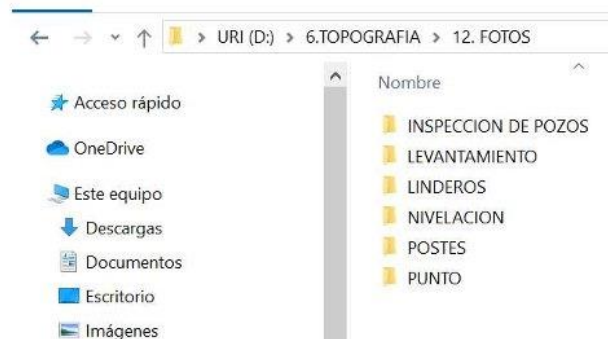 URI (D:) > 6.TOPOGRAFIA > 12. FOTOS
Acceso rápido
OneDrive
Este equipo
Descargas
Documentos
Escritorio
Imágenes
Nombre
INSPECCION DE POZOS
LEVANTAMIENTO
LINDEROS
NIVELACION
POSTES
PUNTO